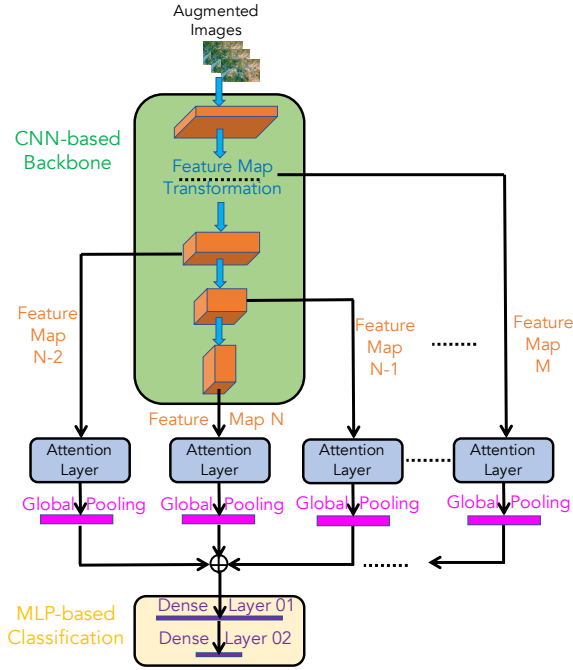 Augmented
Images
CNN-based
Backbone
Feature Map
Transformation
Feature
Map
N-2
Feature
Map
N-1
Feature
Map
M
Feature Map N
Attention
Layer
Attention
Layer
Attention
Layer
Attention
Layer
Global Pooling
Global Pooling
Global Pooling
Global Pooling
MLP-based
Classification
Dense Layer 01
Dense Layer 02